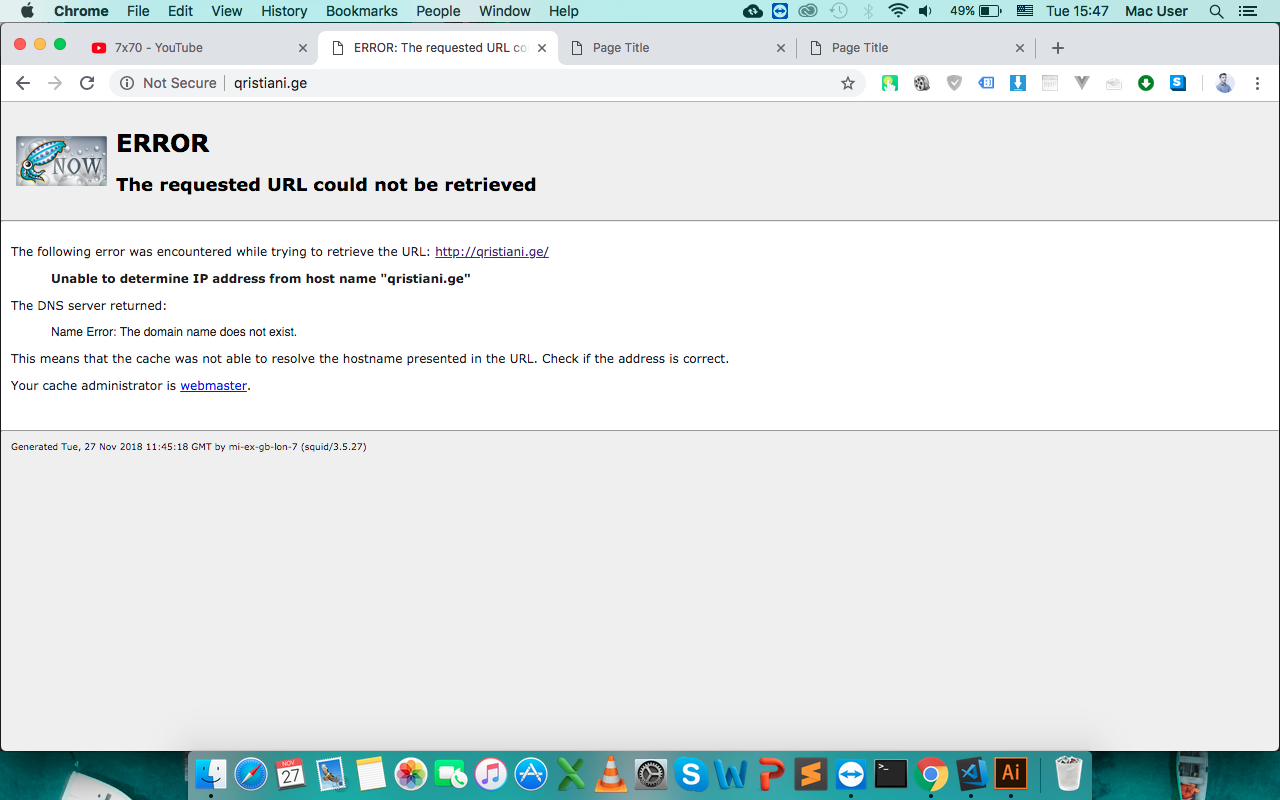 Chrome File Edit View History Bookmarks People Window Help 49% Tue 15:47 Mac User
7x70 - YouTube ERROR: The requested URL co Page Title Page Title
Not Secure qristiani.ge
NOW
ERROR
The requested URL could not be retrieved
The following error was encountered while trying to retrieve the URL: http://qristiani.ge/
Unable to determine IP address from host name "qristiani.ge"
The DNS server returned:
Name Error: The domain name does not exist.
This means that the cache was not able to resolve the hostname presented in the URL. Check if the address is correct.
Your cache administrator is webmaster.
Generated Tue, 27 Nov 2018 11:45:18 GMT by mi-ex-gb-lon-7 (squid/3.5.27)
NOV
27
Ai